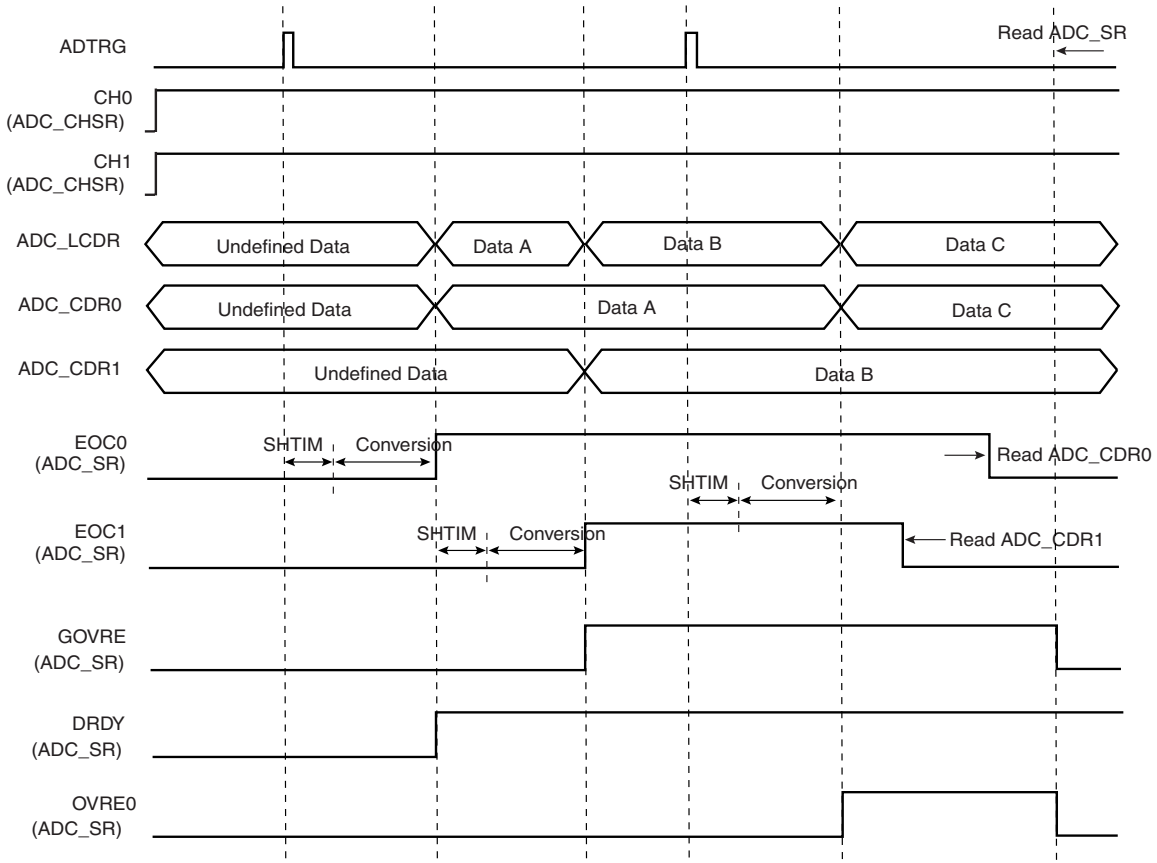 ADTRG
Read ADC_SR
CH0
(ADC_CHSR)
CH1
(ADC_CHSR)
ADC_LCDR
Undefined Data
Data A
Data B
Data C
ADC_CDR0
Undefined Data
Data A
Data C
ADC_CDR1
Undefined Data
Data B
EOC0
(ADC_SR)
SHTIM
Conversion
Read ADC_CDR0
SHTIM
Conversion
EOC1
(ADC_SR)
SHTIM
Conversion
Read ADC_CDR1
GOVRE
(ADC_SR)
DRDY
(ADC_SR)
OVRE0
(ADC_SR)